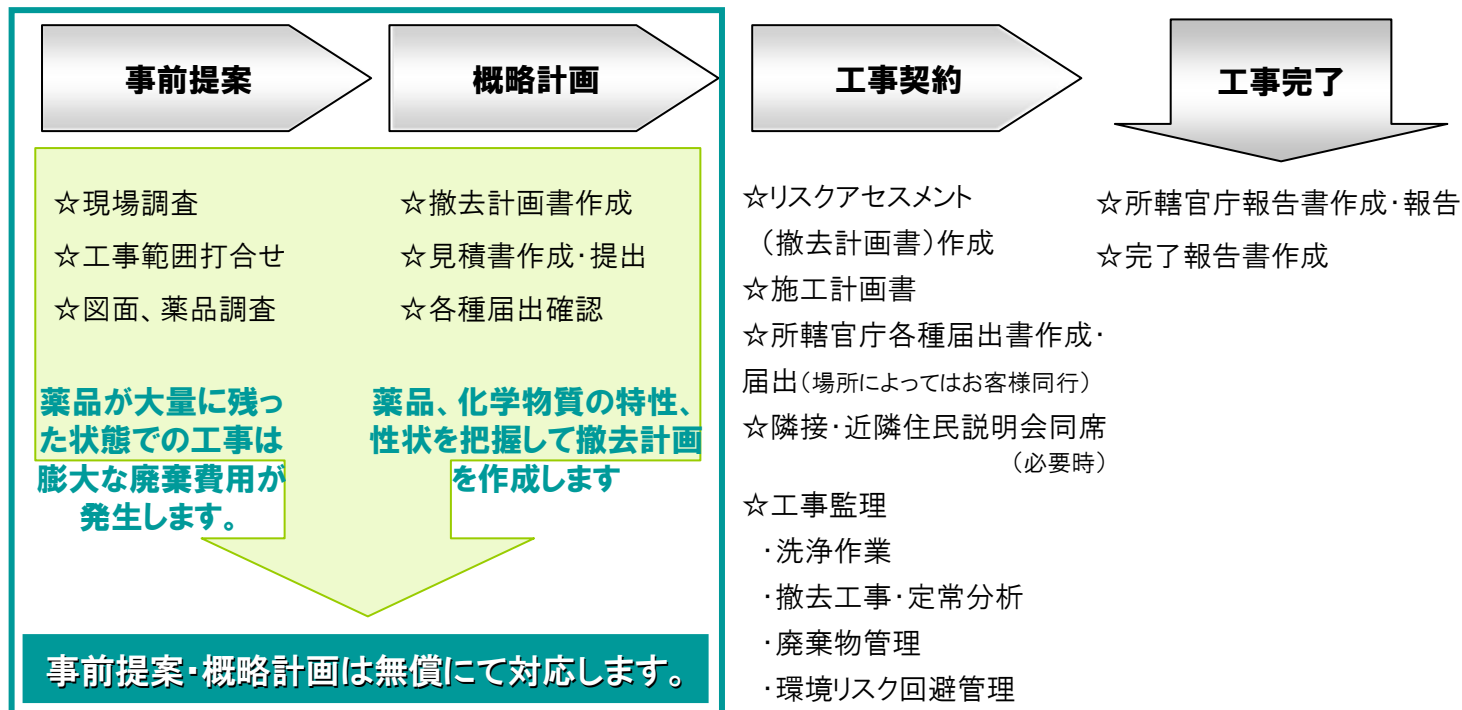 事前提案
概略計画
工事契約
工事完了
☆現場調査
☆工事範囲打合せ
☆図面、薬品調査
薬品が大量に残っ
た状態での工事は
膨大な廃棄費用が
発生します。
☆撤去計画書作成
☆見積書作成・提出
☆各種届出確認
薬品、化学物質の特性、
性状を把握して撤去計画
を作成します
事前提案・概略計画は無償にて対応します。
☆リスクアセスメント
（撤去計画書）作成
☆施工計画書
☆所轄官庁各種届出書作成・
届出（場所によってはお客様同行）
☆隣接・近隣住民説明会同席
（必要時）
☆工事監理
・洗浄作業
・撤去工事・定常分析
・廃棄物管理
・環境リスク回避管理
☆所轄官庁報告書作成・報告
☆完了報告書作成